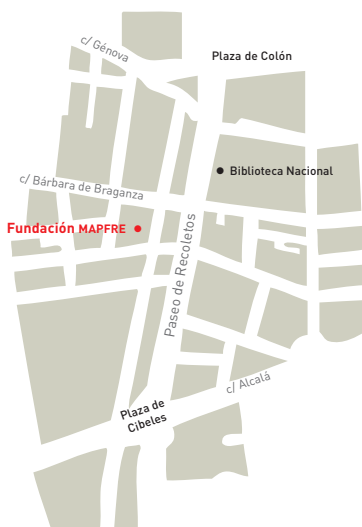 c/ Génova
Plaza de Colón
Biblioteca Nacional
c/ Bárbara de Braganza
Fundación MAPFRE
Paseo de Recoletos
c/ Alcalá
Plaza de
Cibeles